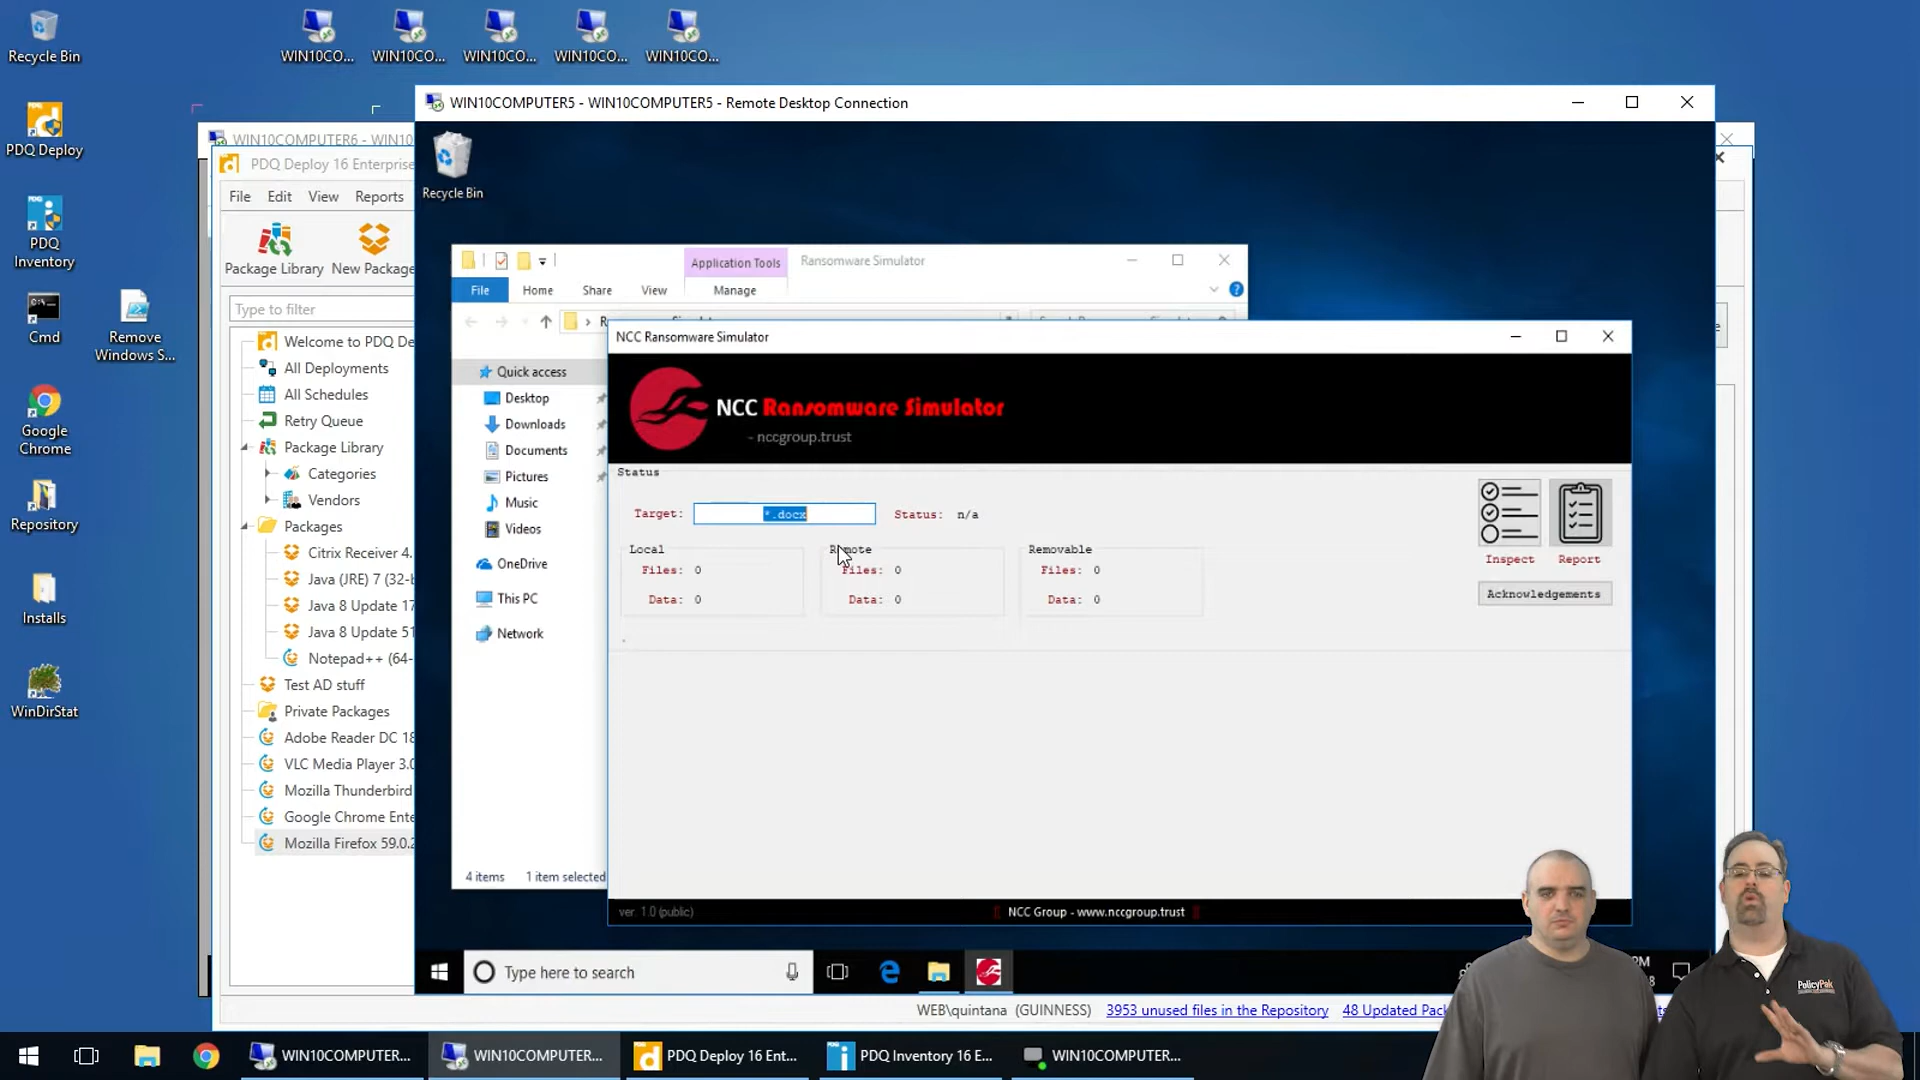 Recycle Bin
WIN10CO...
WIN10CO...
WIN10CO...
WIN10CO...
WIN10CO...
PDQ Deploy
PDQ
Inventory
Cmd
Remove
Windows S...
Google
Chrome
Repository
Installs
WinDirStat
WIN10COMPUTER6 - WIN10
PDQ Deploy 16 Enterprise
File Edit View Reports
Package Library New Package
Type to filter
Welcome to PDQ De
All Deployments
All Schedules
Retry Queue
Package Library
Categories
Vendors
Packages
Citrix Receiver 4.
Java (JRE) 7 (32-b
Java 8 Update 17
Java 8 Update 51
Notepad++ (64-
Test AD stuff
Private Packages
Adobe Reader DC 18
VLC Media Player 3.0
Mozilla Thunderbird
Google Chrome Ente
Mozilla Firefox 59.0.2
WIN10COMPUTER5 - WIN10COMPUTER5 - Remote Desktop Connection
Recycle Bin
Application Tools Ransomware Simulator
File Home Share View Manage
Quick access
Desktop
Downloads
Documents
Pictures
Music
Videos
OneDrive
This PC
Network
4 items 1 item selected
NCC Ransomware Simulator
NCC Ransomware Simulator
- nccgroup.trust
Status
Target: *.docx Status: n/a
Local Remote Removable
Files: 0 Files: 0 Files: 0
Data: 0 Data: 0 Data: 0
Inspect Report
Acknowledgements
ver. 1.0 (public) NCC Group - www.nccgroup.trust
Type here to search
WEB\quintana (GUINNESS) 3953 unused files in the Repository 48 Updated Pack
PolicyPak
WIN10COMPUTER... WIN10COMPUTER... PDQ Deploy 16 Ent... PDQ Inventory 16 E... WIN10COMPUTER...